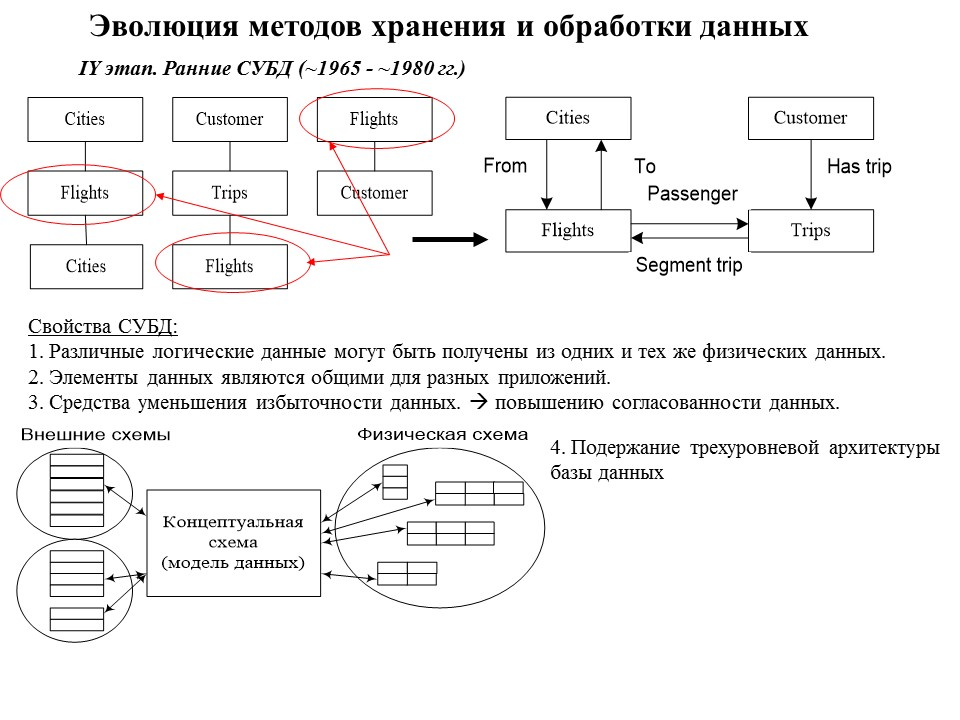 Эволюция методов хранения и обработки данных
IY этап. Ранние СУБД (~1965 - ~1980 гг.)
Cities
Customer
Flights
Flights
Trips
Customer
Cities
Flights
Cities
Customer
From
To
Has trip
Passenger
Flights
Trips
Segment trip
Свойства СУБД:
1. Различные логические данные могут быть получены из одних и тех же физических данных.
2. Элементы данных являются общими для разных приложений.
3. Средства уменьшения избыточности данных. → повышению согласованности данных.
Внешние схемы
Физическая схема
4. Подержание трехуровневой архитектуры
базы данных
Концептуальная
схема
(модель данных)